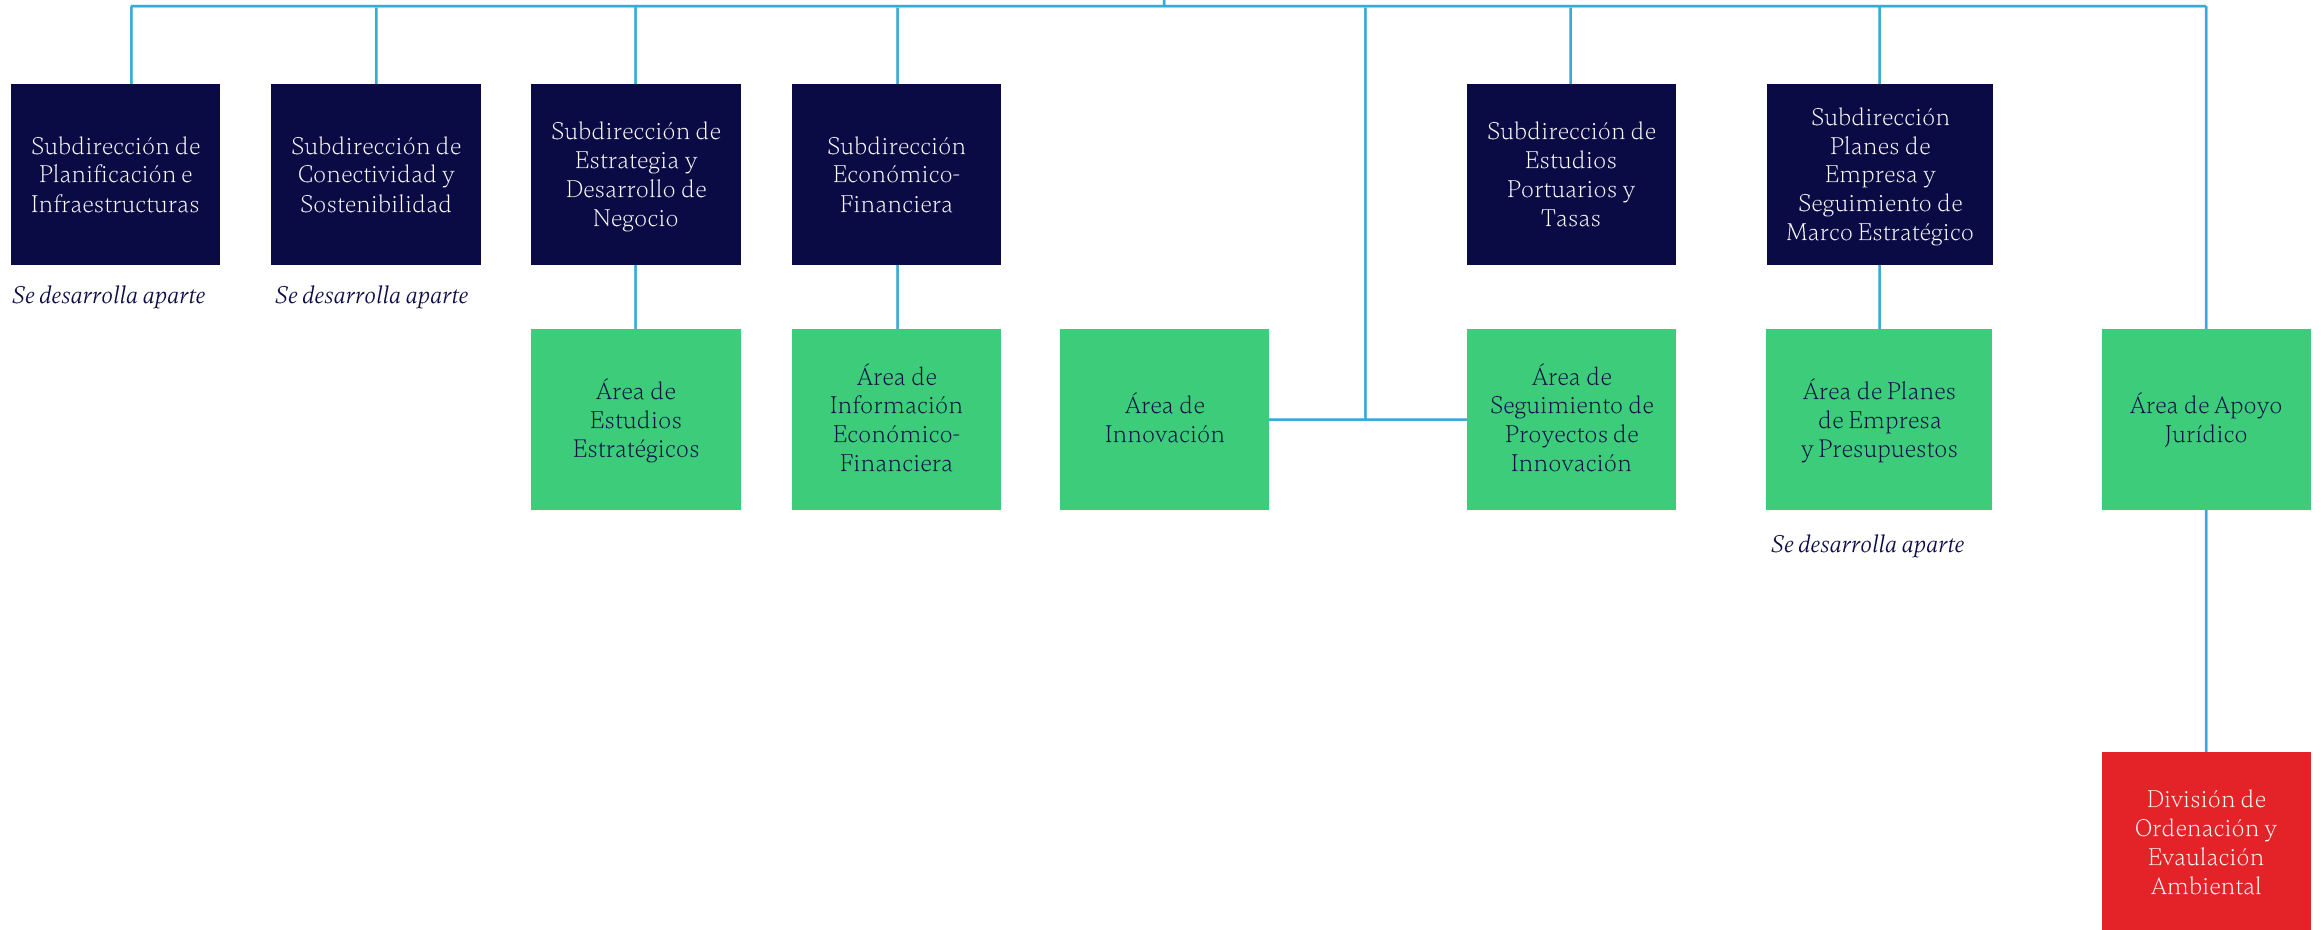 Subdirección de
Planificación e
Infraestructuras
Subdirección de
Conectividad y
Sostenibilidad
Subdirección de
Estrategia y
Desarrollo de
Negocio
Subdirección
Económico-
Financiera
Subdirección de
Estudios
Portuarios y
Tasas
Subdirección
Planes de
Empresa y
Seguimiento de
Marco Estratégico
Se desarrolla aparte
Se desarrolla aparte
Área de
Estudios
Estratégicos
Área de
Información
Económico-
Financiera
Área de
Innovación
Área de
Seguimiento de
Proyectos de
Innovación
Área de Planes
de Empresa
y Presupuestos
Área de Apoyo
Jurídico
Se desarrolla aparte
División de
Ordenación y
Evaulación
Ambiental